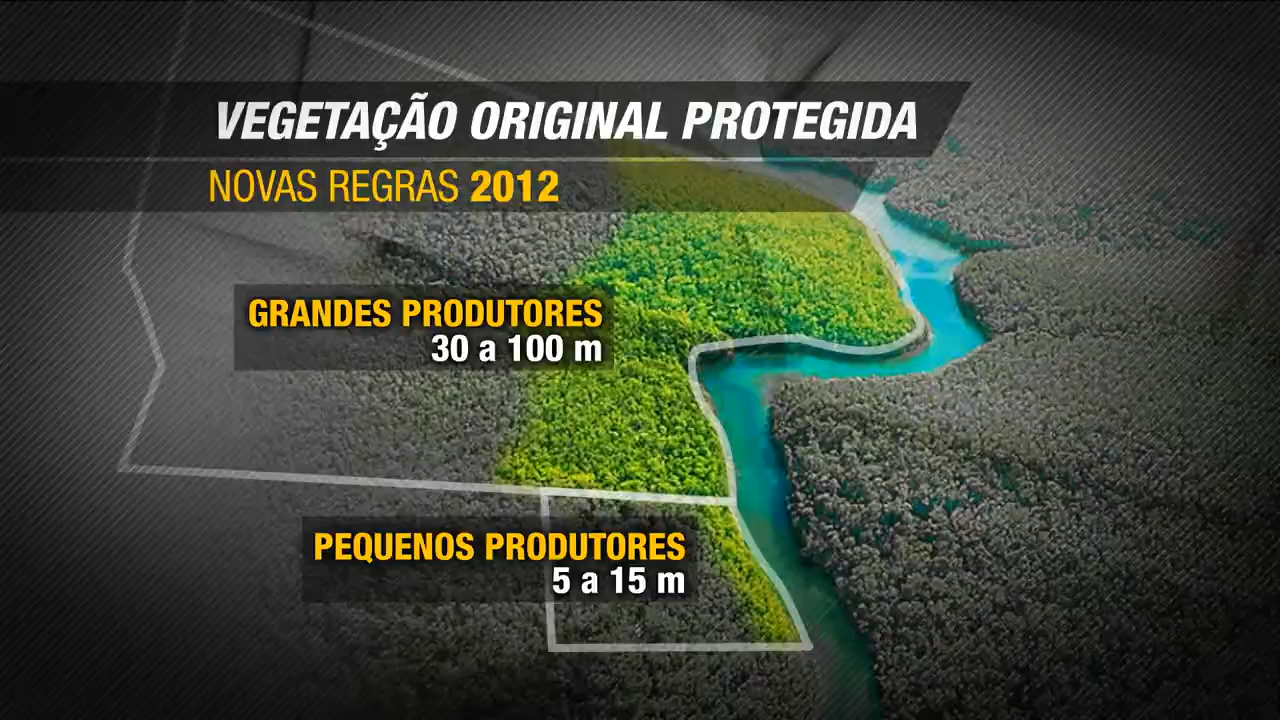 VEGETAÇÃO ORIGINAL PROTEGIDA
NOVAS REGRAS 2012
GRANDES PRODUTORES
30 a 100 m
PEQUENOS PRODUTORES
5 a 15 m